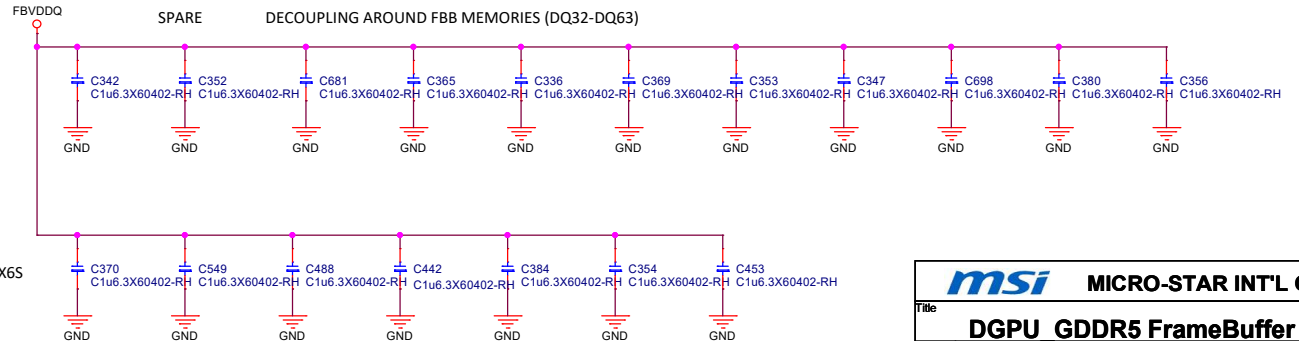 FBVDDQ
SPARE DECOUPLING AROUND FBB MEMORIES (DQ32-DQ63)
C342 C352 C681 C365 C336 C369 C353 C347 C698 C380 C356
C1u6.3X60402-RH C1u6.3X60402-RH C1u6.3X60402-RH C1u6.3X60402-RH C1u6.3X60402-RH C1u6.3X60402-RH C1u6.3X60402-RH C1u6.3X60402-RH C1u6.3X60402-RH C1u6.3X60402-RH C1u6.3X60402-RH
GND GND GND GND GND GND GND GND GND GND GND
X6S
C370 C549 C488 C442 C384 C354 C453
C1u6.3X60402-RH C1u6.3X60402-RH C1u6.3X60402-RH C1u6.3X60402-RH C1u6.3X60402-RH C1u6.3X60402-RH C1u6.3X60402-RH
GND GND GND GND GND GND GND
msi MICRO-STAR INT'L
Title
DGPU_GDDR5 FrameBuffer